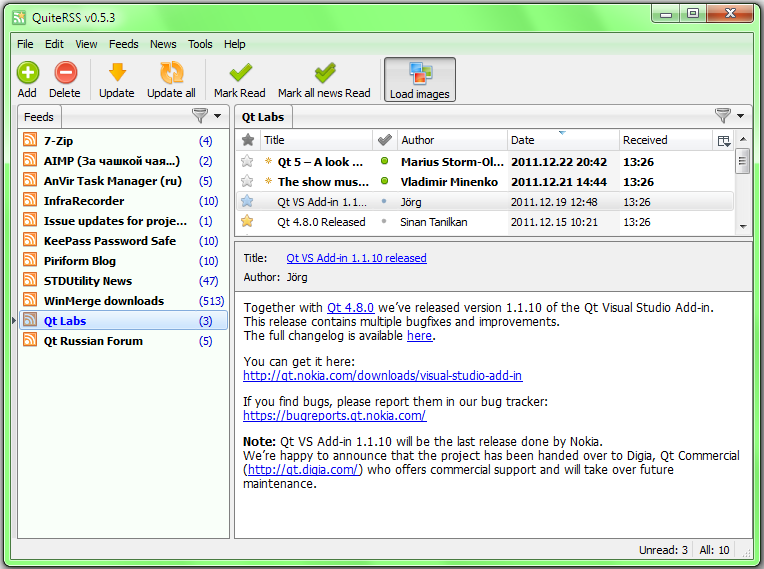 QuiteRSS v0.5.3
File Edit View Feeds News Tools Help
Add Delete Update Update all Mark Read Mark all news Read Load images
Feeds
7-Zip (4)
AIMP (За чашкой чая...) (2)
AnVir Task Manager (ru) (5)
InfraRecorder (10)
Issue updates for proje... (1)
KeePass Password Safe (10)
Piriform Blog (10)
STDUtility News (47)
WinMerge downloads (513)
Qt Labs (3)
Qt Russian Forum (5)
Qt Labs
Title Author Date Received
Qt 5 – A look ... Marius Storm-Ol... 2011.12.22 20:42 13:26
The show mus... Vladimir Minenko 2011.12.21 14:44 13:26
Qt VS Add-in 1.1... Jörg 2011.12.19 12:48 13:26
Qt 4.8.0 Released Sinan Tanilkan 2011.12.15 10:21 13:26
Title: Qt VS Add-in 1.1.10 released
Author: Jörg
Together with Qt 4.8.0 we've released version 1.1.10 of the Qt Visual Studio Add-in.
This release contains multiple bugfixes and improvements.
The full changelog is available here.
You can get it here:
http://qt.nokia.com/downloads/visual-studio-add-in
If you find bugs, please report them in our bug tracker:
https://bugreports.qt.nokia.com/
Note: Qt VS Add-in 1.1.10 will be the last release done by Nokia.
We're happy to announce that the project has been handed over to Digia, Qt Commercial
(http://qt.digia.com/) who offers commercial support and will take over future
maintenance.
Unread: 3 All: 10